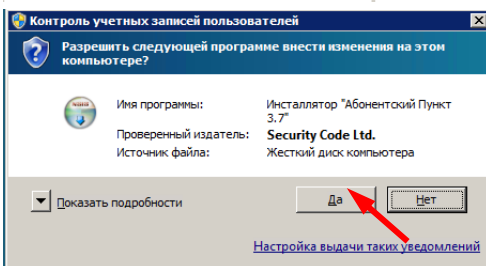 Контроль учетных записей пользователей
Разрешить следующей программе внести изменения на этом
компьютере?
Имя программы: Инсталлятор "Абонентский Пункт
3.7"
Проверенный издатель: Security Code Ltd.
Источник файла: Жесткий диск компьютера
Показать подробности Да Нет
Настройка выдачи таких уведомлений